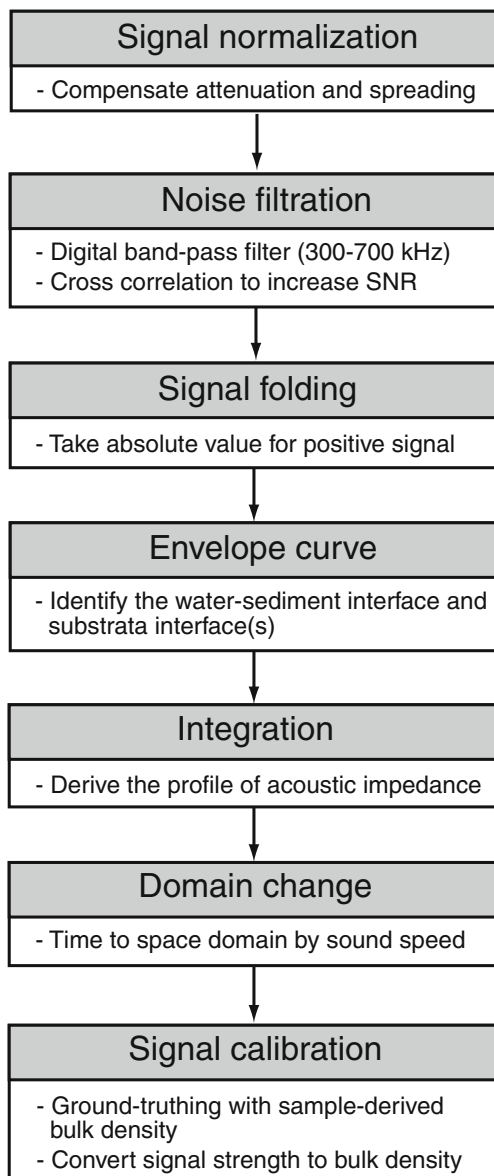 Signal normalization
- Compensate attenuation and spreading
Noise filtration
- Digital band-pass filter (300-700 kHz)
- Cross correlation to increase SNR
Signal folding
- Take absolute value for positive signal
Envelope curve
- Identify the water-sediment interface and
substrata interface(s)
Integration
- Derive the profile of acoustic impedance
Domain change
- Time to space domain by sound speed
Signal calibration
- Ground-truthing with sample-derived
bulk density
- Convert signal strength to bulk density